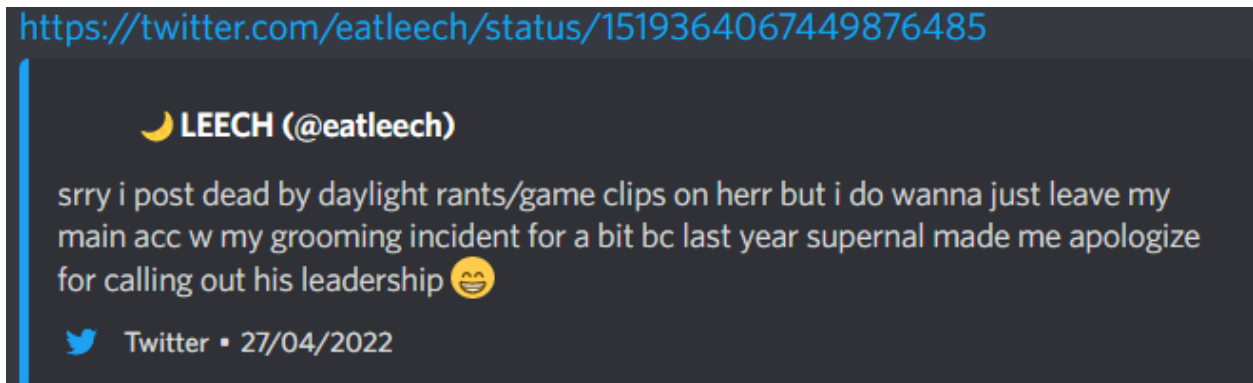 https://twitter.com/eatleech/status/1519364067449876485
🌙 LEECH (@eatleech)
srry i post dead by daylight rants/game clips on herr but i do wanna just leave my
main acc w my grooming incident for a bit bc last year supernal made me apologize
for calling out his leadership 😁
Twitter • 27/04/2022